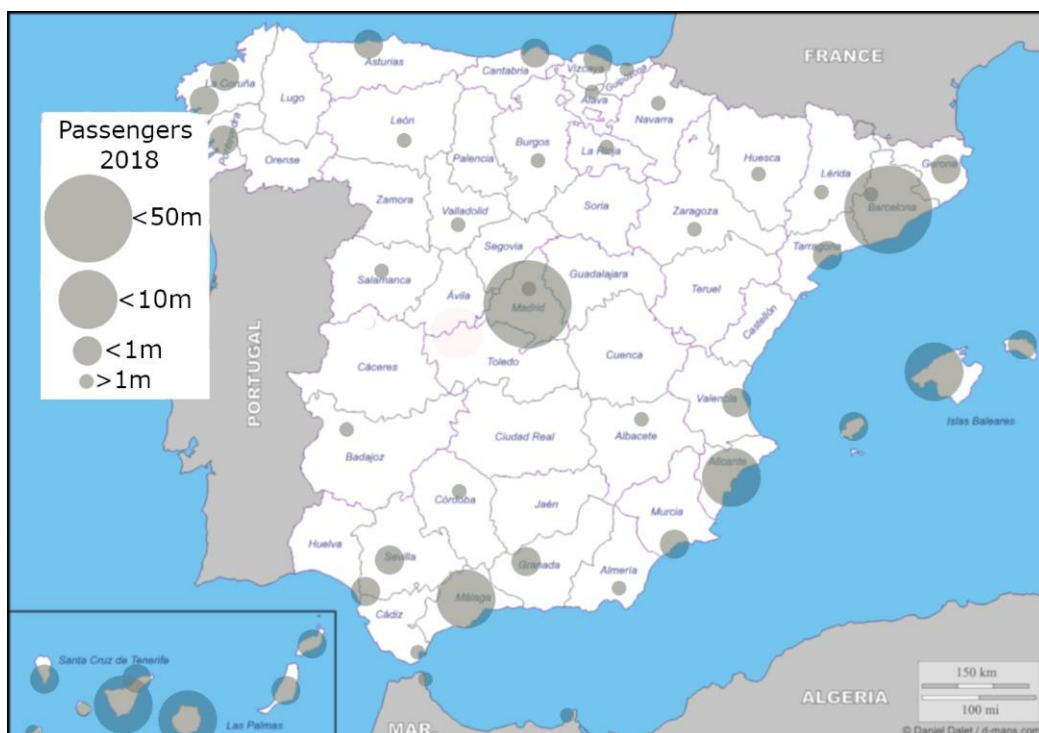 FRANCE
Asturias
Cantabria
Vizcaya
Guipúzcoa
La Coruña
Lugo
Alava
Navarra
Passengers
2018
<50m
<10m
<1m
>1m
León
Burgos
La Rioja
Huesca
Lérida
Gerona
Pontevedra
Orense
Palencia
Zamora
Valladolid
Soria
Zaragoza
Barcelona
Segovia
Tarragona
Salamanca
Ávila
Madrid
Guadalajara
Teruel
Castellón
PORTUGAL
Cáceres
Toledo
Cuenca
Valencia
Islas Baleares
Badajoz
Ciudad Real
Albacete
Alicante
Córdoba
Jaén
Murcia
Huelva
Sevilla
Granada
Almería
Málaga
Cádiz
Santa Cruz de Tenerife
Las Palmas
MAR.
ALGERIA
150 km
100 mi
© Daniel Dalet / d-maps.com